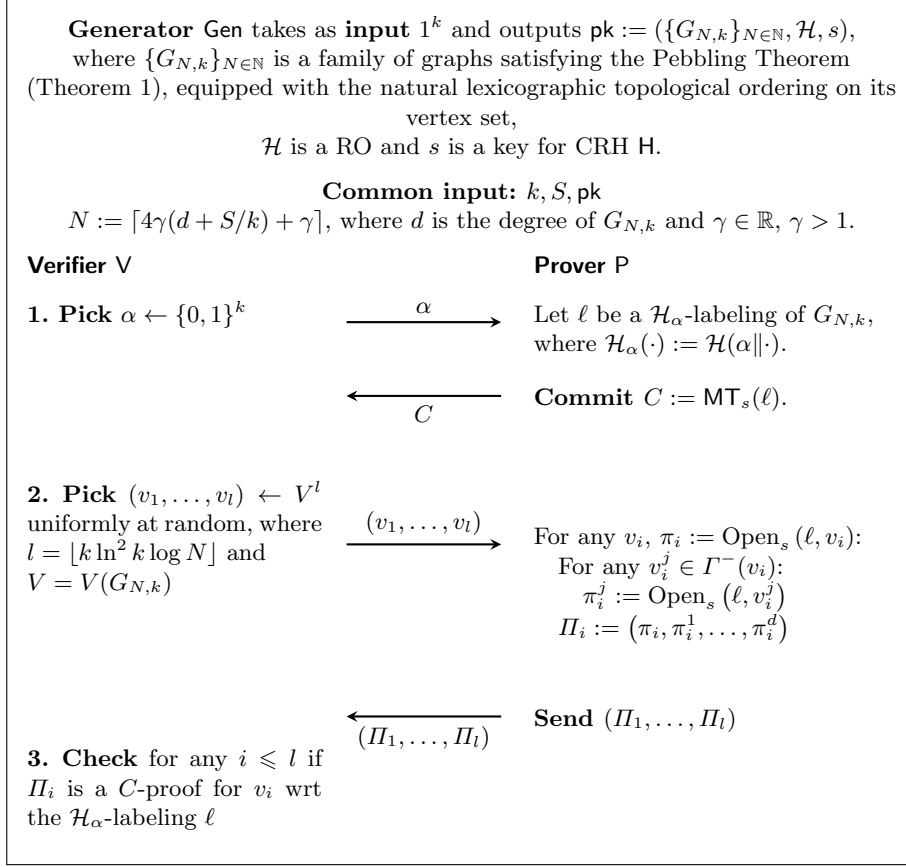 Generator Gen takes as input 1^k and outputs pk := ({G_{N,k}}_{N∈ℕ}, ℋ, s),
where {G_{N,k}}_{N∈ℕ} is a family of graphs satisfying the Pebbling Theorem
(Theorem 1), equipped with the natural lexicographic topological ordering on its
vertex set,
ℋ is a RO and s is a key for CRH H.
Common input: k, S, pk
N := ⌈4γ(d + S/k) + γ⌉, where d is the degree of G_{N,k} and γ ∈ ℝ, γ > 1.
Verifier V
Prover P
1. Pick α ← {0, 1}^k
α
Let ℓ be a ℋ_α-labeling of G_{N,k},
where ℋ_α(·) := ℋ(α‖·).
Commit C := MT_s(ℓ).
C
2. Pick (v_1, . . . , v_l) ← V^l
uniformly at random, where
l = ⌊k ln² k log N⌋ and
V = V(G_{N,k})
(v_1, . . . , v_l)
For any v_i, π_i := Open_s (ℓ, v_i):
For any v_i^j ∈ Γ^−(v_i):
π_i^j := Open_s (ℓ, v_i^j)
Π_i := (π_i, π_i^1, . . . , π_i^d)
Send (Π_1, . . . , Π_l)
(Π_1, . . . , Π_l)
3. Check for any i ⩽ l if
Π_i is a C-proof for v_i wrt
the ℋ_α-labeling ℓ